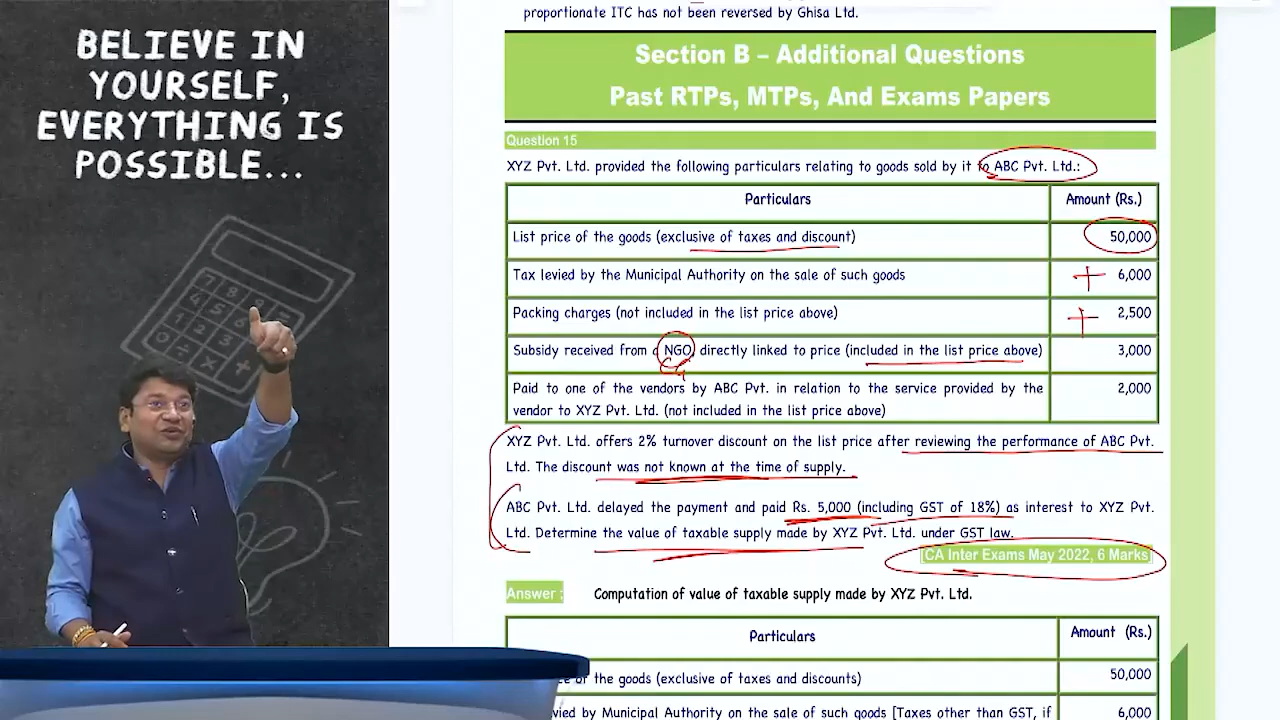 BELIEVE IN
YOURSELF,
EVERYTHING IS
POSSIBLE...
proportionate ITC has not been reversed by Ghisa Ltd.
Section B – Additional Questions
Past RTPs, MTPs, And Exams Papers
Question 15
XYZ Pvt. Ltd. provided the following particulars relating to goods sold by it to ABC Pvt. Ltd.:
Particulars Amount (Rs.)
List price of the goods (exclusive of taxes and discount) 50,000
Tax levied by the Municipal Authority on the sale of such goods 6,000
Packing charges (not included in the list price above) 2,500
Subsidy received from a NGO, directly linked to price (included in the list price above) 3,000
Paid to one of the vendors by ABC Pvt. in relation to the service provided by the 2,000
vendor to XYZ Pvt. Ltd. (not included in the list price above)
XYZ Pvt. Ltd. offers 2% turnover discount on the list price after reviewing the performance of ABC Pvt.
Ltd. The discount was not known at the time of supply.
ABC Pvt. Ltd. delayed the payment and paid Rs. 5,000 (including GST of 18%) as interest to XYZ Pvt.
Ltd. Determine the value of taxable supply made by XYZ Pvt. Ltd. under GST law.
CA Inter Exams May 2022, 6 Marks
Answer : Computation of value of taxable supply made by XYZ Pvt. Ltd.
Particulars Amount (Rs.)
of the goods (exclusive of taxes and discounts) 50,000
by Municipal Authority on the sale of such goods [Taxes other than GST, if 6,000